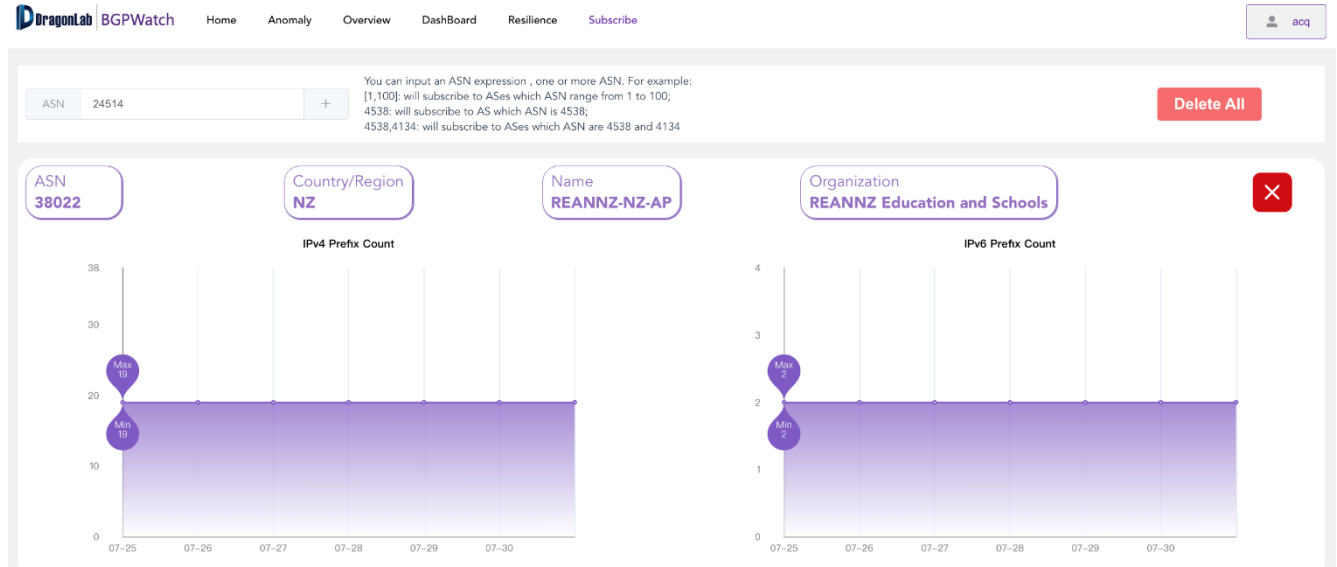 DragonLab BGPWatch Home Anomaly Overview DashBoard Resilience Subscribe acq
You can input an ASN expression , one or more ASN. For example:
[1,100]: will subscribe to ASes which ASN range from 1 to 100;
4538: will subscribe to AS which ASN is 4538;
4538,4134: will subscribe to ASes which ASN are 4538 and 4134
ASN 24514 +
Delete All
ASN
38022
Country/Region
NZ
Name
REANNZ-NZ-AP
Organization
REANNZ Education and Schools
IPv4 Prefix Count
38
30
20
10
0
Max
19
Min
19
07-25 07-26 07-27 07-28 07-29 07-30
IPv6 Prefix Count
4
3
2
1
0
Max
2
Min
2
07-25 07-26 07-27 07-28 07-29 07-30